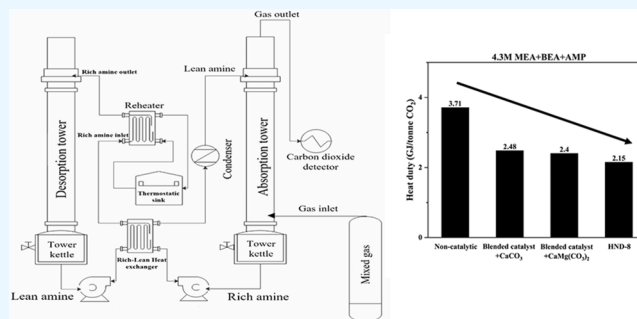 Gas outlet
Lean amine
Rich amine outlet
Reheater
Rich amine inlet
Desorption tower
Condenser
Absorption tower
Carbon dioxide
detector
Thermostatic
sink
Gas inlet
Tower
kettle
Rich-Lean Heat
exchanger
Tower
kettle
Mixed gas
Lean amine
Rich amine
4.3M MEA+BEA+AMP
Heat duty (GJ/tonne CO₂)
4
2
0
3.71
2.48
2.4
2.15
Non-catalytic
Blended catalyst
+CaCO₃
Blended catalyst
+CaMg(CO₃)₂
HND-8